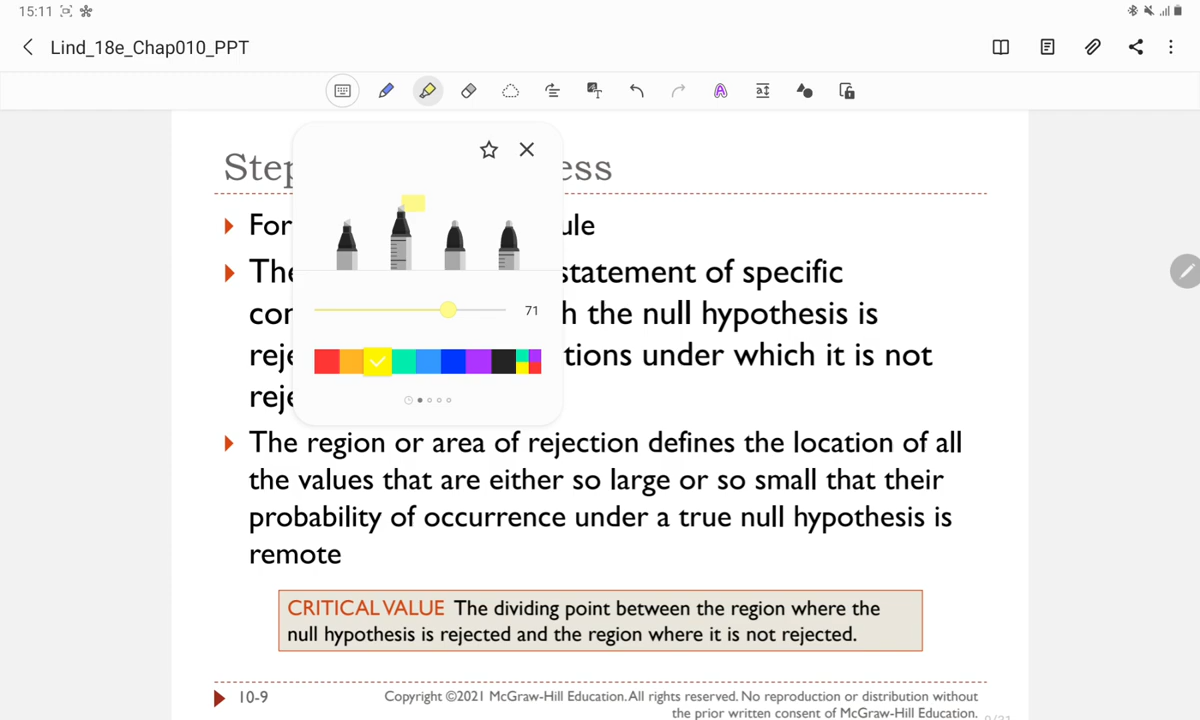 15:11
Lind_18e_Chap010_PPT
Step ess
For ule
The statement of specific
con h the null hypothesis is
reje tions under which it is not
reje
71
The region or area of rejection defines the location of all
the values that are either so large or so small that their
probability of occurrence under a true null hypothesis is
remote
CRITICAL VALUE The dividing point between the region where the
null hypothesis is rejected and the region where it is not rejected.
10-9
Copyright ©2021 McGraw-Hill Education. All rights reserved. No reproduction or distribution without
the prior written consent of McGraw-Hill Education.